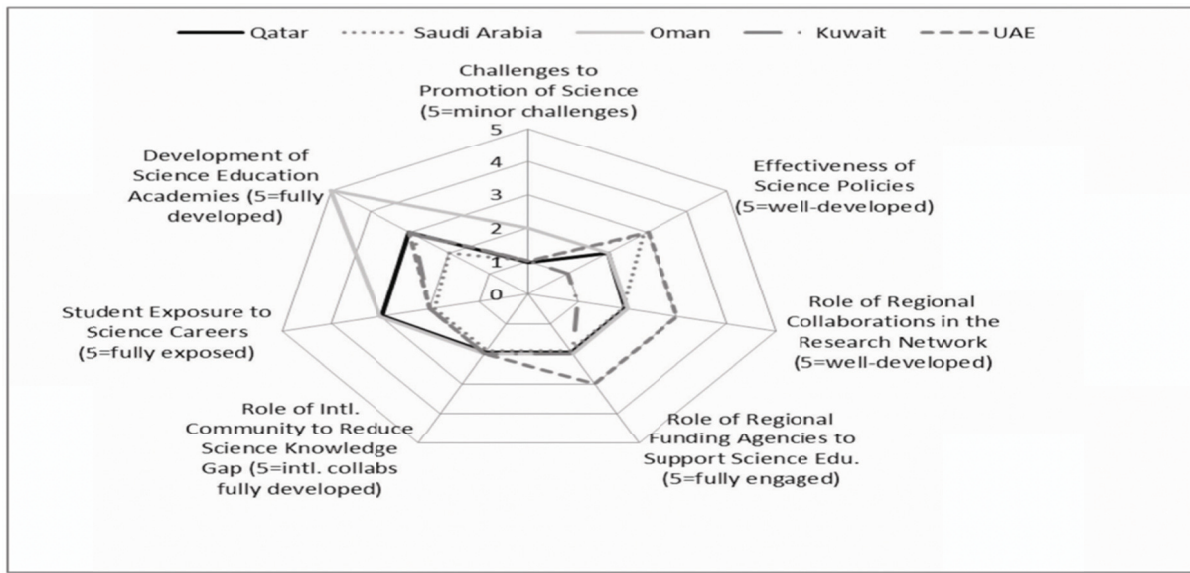 Qatar Saudi Arabia Oman Kuwait UAE
Challenges to
Promotion of Science
(5=minor challenges)
5
4
3
2
1
0
Effectiveness of
Science Policies
(5=well-developed)
Role of Regional
Collaborations in the
Research Network
(5=well-developed)
Role of Regional
Funding Agencies to
Support Science Edu.
(5=fully engaged)
Role of Intl.
Community to Reduce
Science Knowledge
Gap (5=intl. collabs
fully developed)
Student Exposure to
Science Careers
(5=fully exposed)
Development of
Science Education
Academies (5=fully
developed)